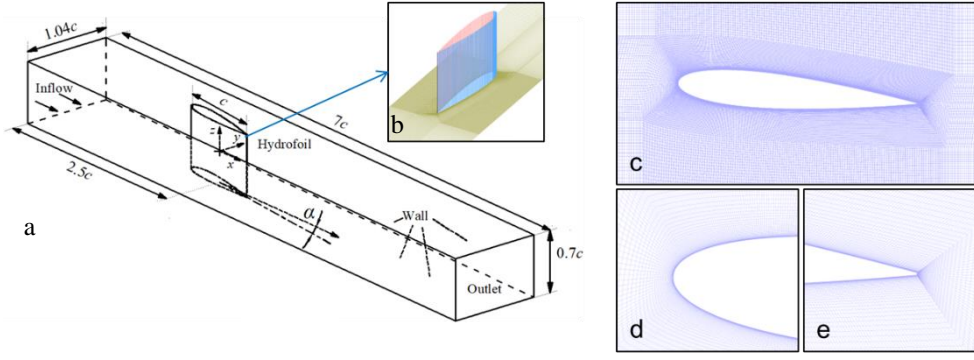 1.04c
Inflow
c
z
y
x
Hydrofoil
7c
2.5c
α
Wall
0.7c
Outlet
a
b
c
d
e